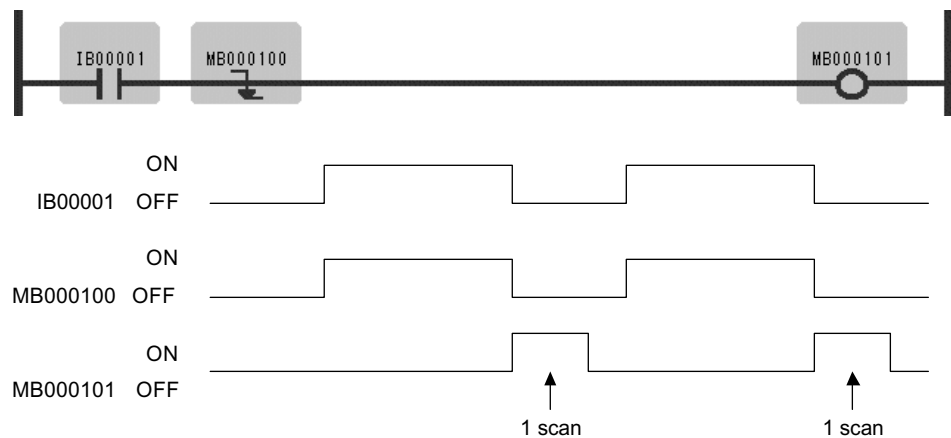 IB00001 MB000100 MB000101
ON
IB00001 OFF
ON
MB000100 OFF
ON
MB000101 OFF
1 scan 1 scan